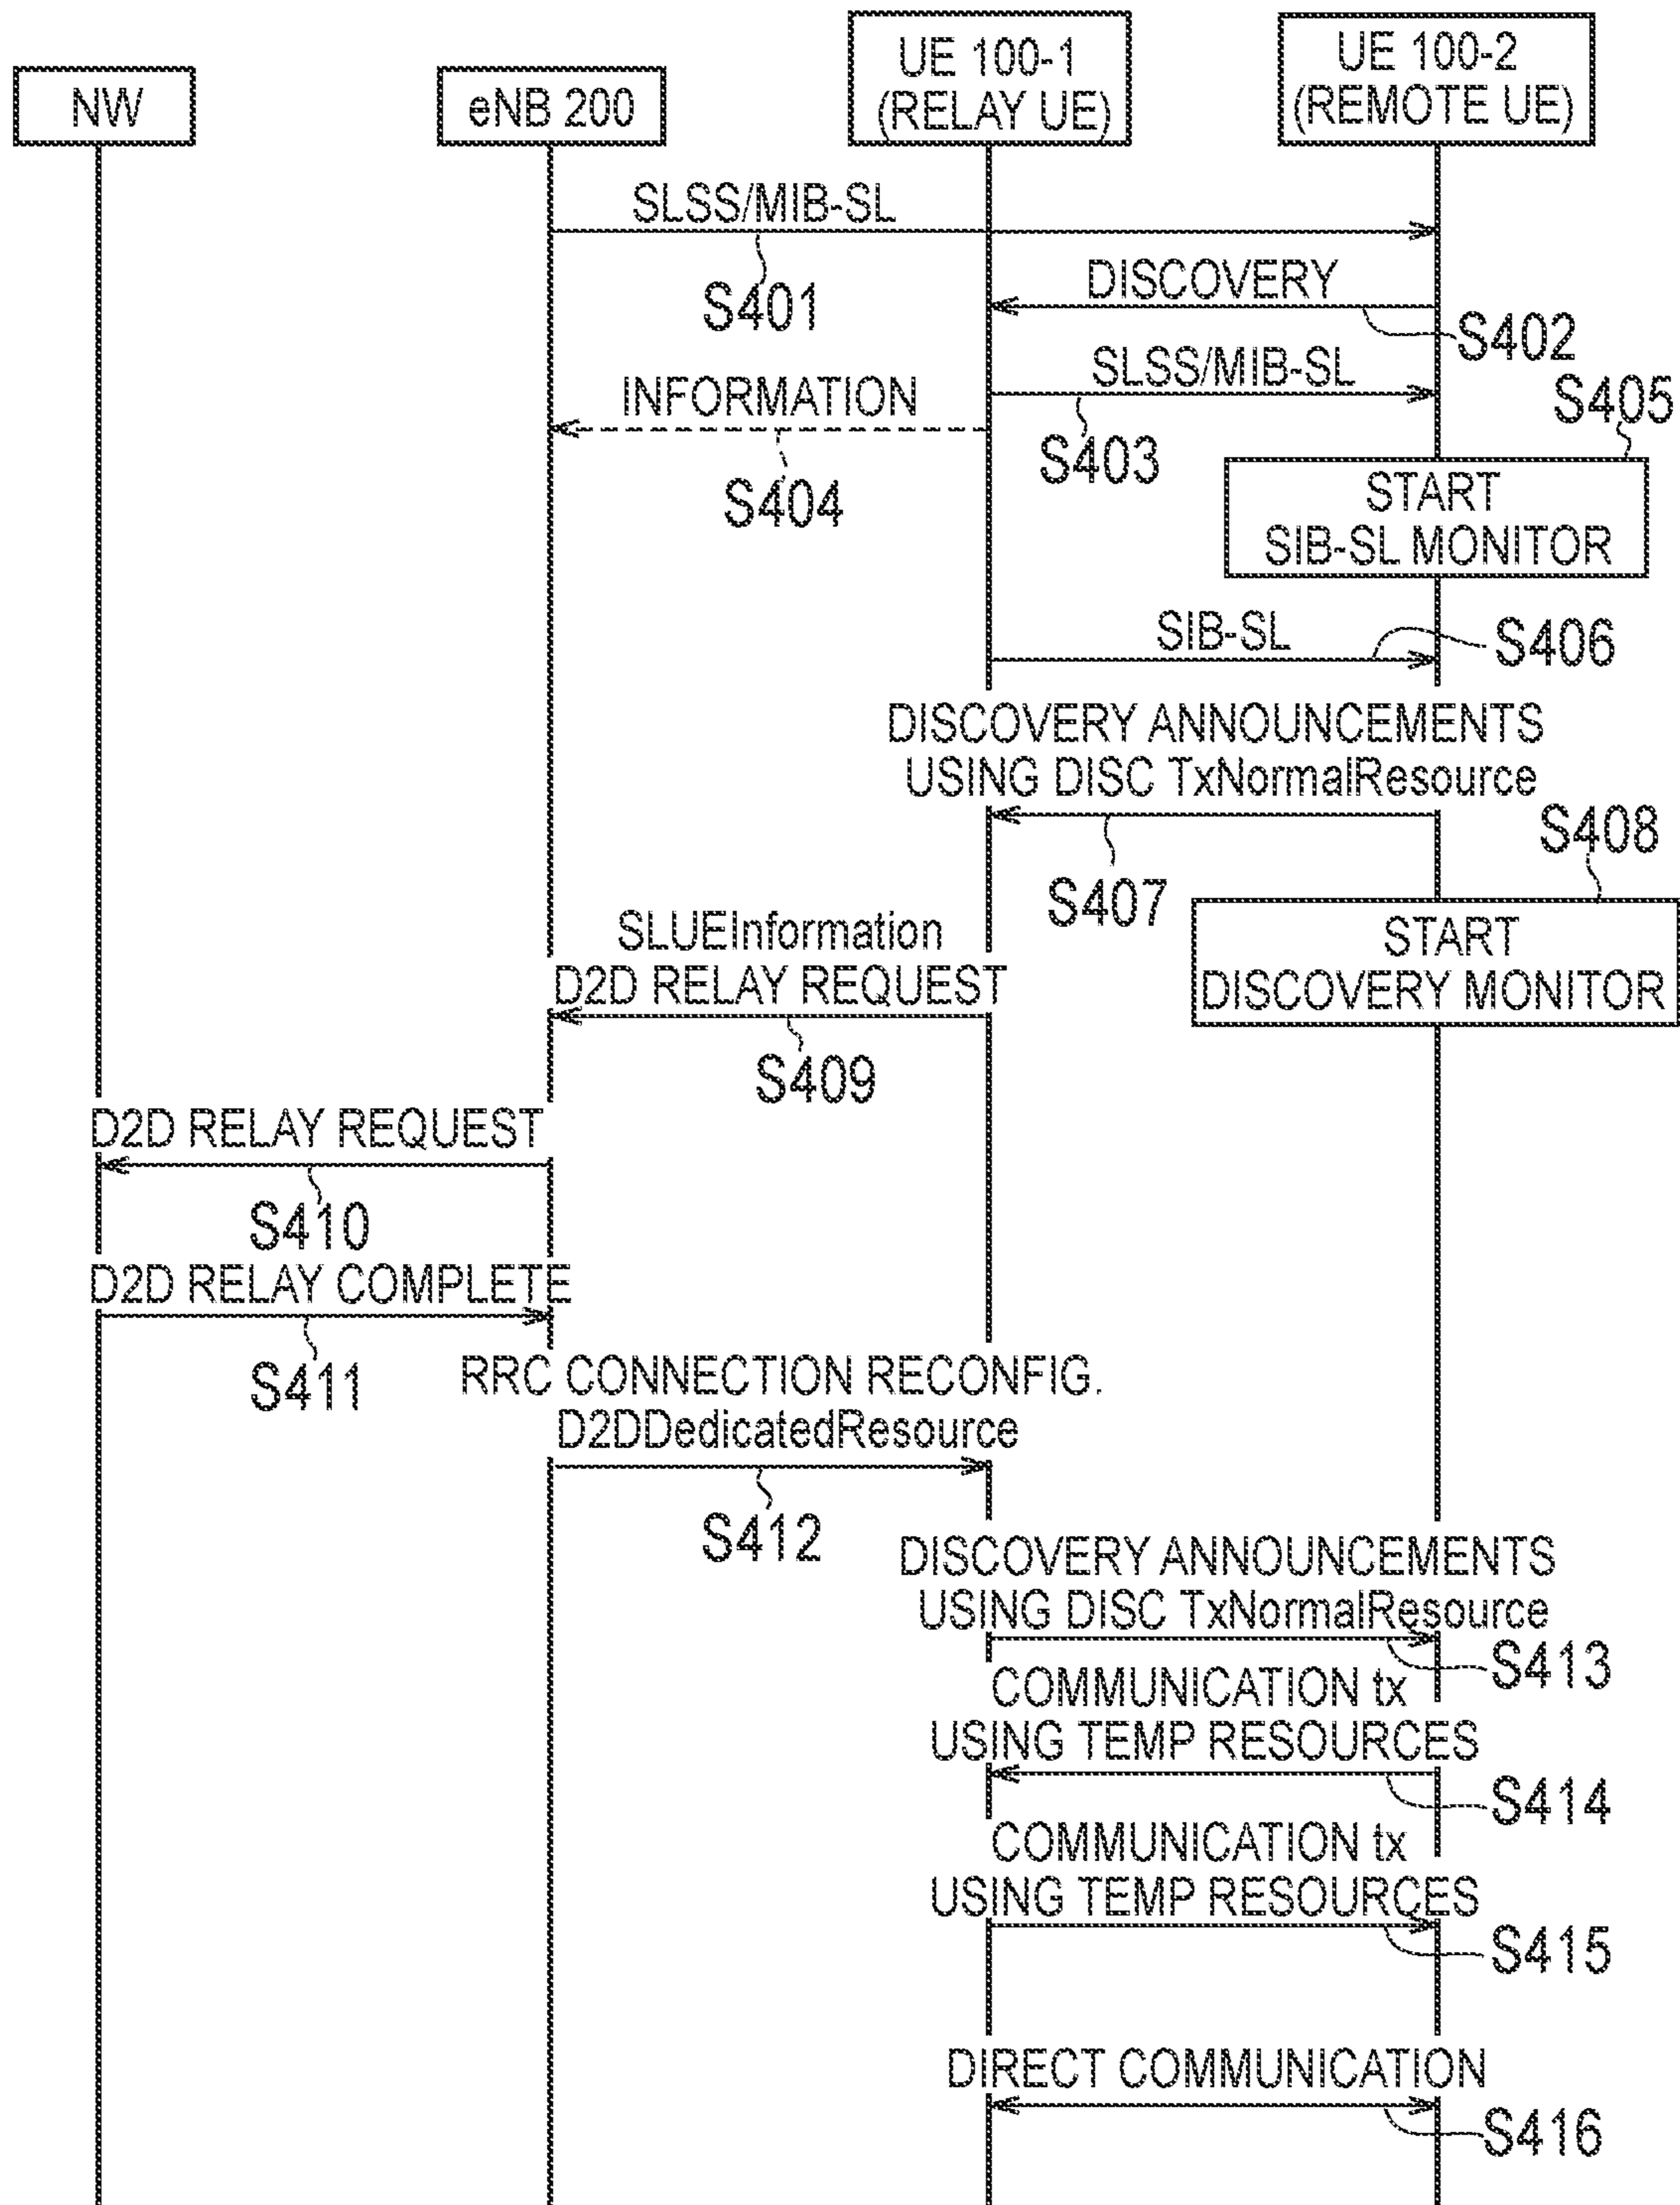 NW
eNB 200
UE 100-1
(RELAY UE)
UE 100-2
(REMOTE UE)
SLSS/MIB-SL
S401
DISCOVERY
S402
SLSS/MIB-SL
S403
INFORMATION
S404
S405
START
SIB-SL MONITOR
SIB-SL
S406
DISCOVERY ANNOUNCEMENTS
USING DISC TxNormalResource
S407
S408
START
DISCOVERY MONITOR
SLUEInformation
D2D RELAY REQUEST
S409
D2D RELAY REQUEST
S410
D2D RELAY COMPLETE
S411
RRC CONNECTION RECONFIG.
D2DDedicatedResource
S412
DISCOVERY ANNOUNCEMENTS
USING DISC TxNormalResource
S413
COMMUNICATION tx
USING TEMP RESOURCES
S414
COMMUNICATION tx
USING TEMP RESOURCES
S415
DIRECT COMMUNICATION
S416